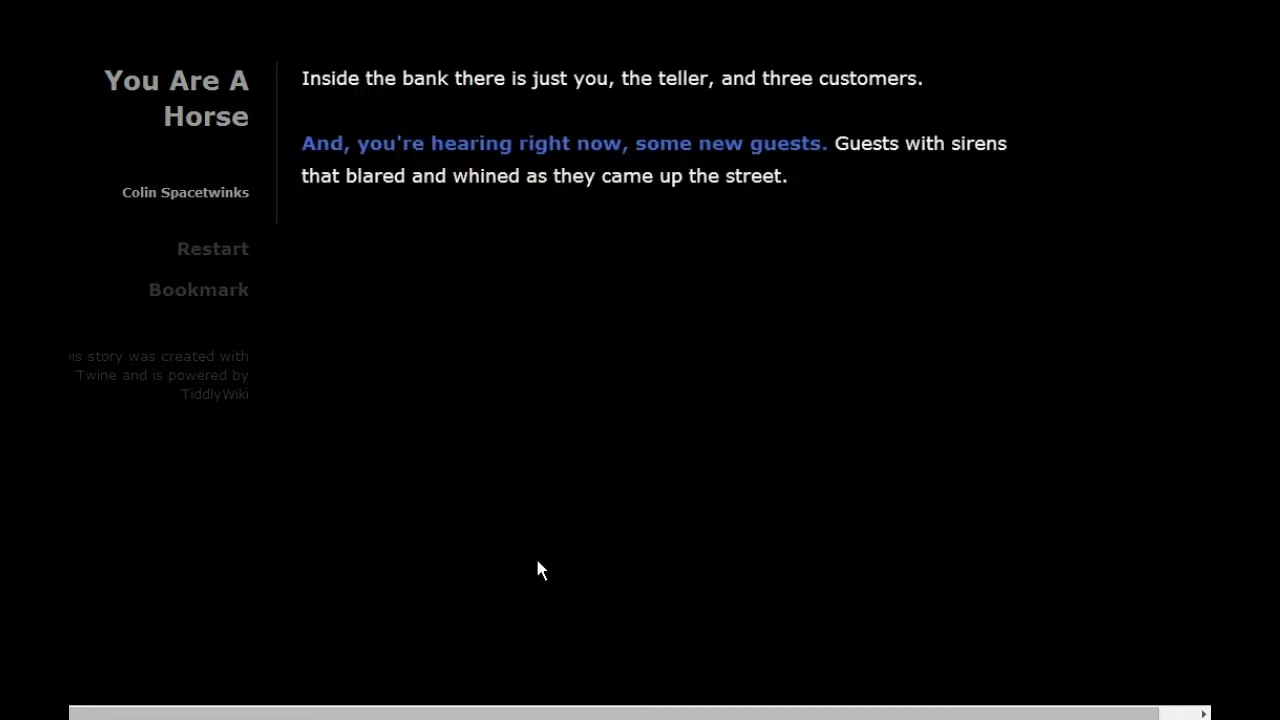 You Are A
Horse
Colin Spacetwinks
Restart
Bookmark
story was created with
Twine and is powered by
TiddlyWiki
Inside the bank there is just you, the teller, and three customers.
And, you're hearing right now, some new guests. Guests with sirens
that blared and whined as they came up the street.